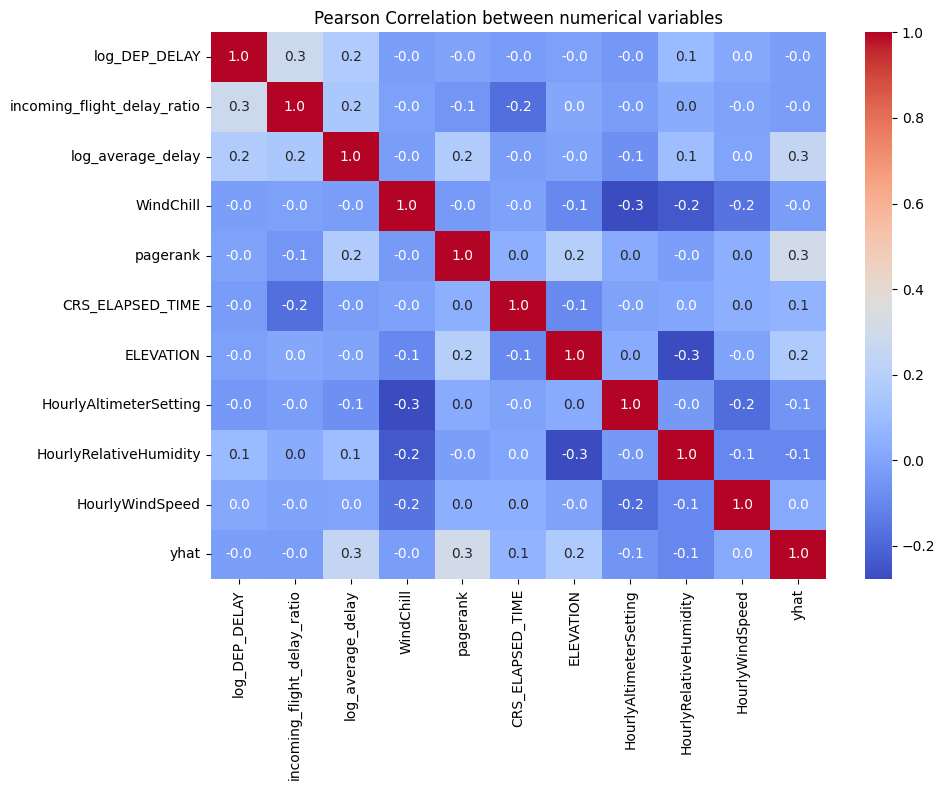 Pearson Correlation between numerical variables
log_DEP_DELAY 1.0 0.3 0.2 -0.0 -0.0 -0.0 -0.0 -0.0 0.1 0.0 -0.0
incoming_flight_delay_ratio 0.3 1.0 0.2 -0.0 -0.1 -0.2 0.0 -0.0 0.0 -0.0 -0.0
log_average_delay 0.2 0.2 1.0 -0.0 0.2 -0.0 -0.0 -0.1 0.1 0.0 0.3
WindChill -0.0 -0.0 -0.0 1.0 -0.0 -0.0 -0.1 -0.3 -0.2 -0.2 -0.0
pagerank -0.0 -0.1 0.2 -0.0 1.0 0.0 0.2 0.0 -0.0 0.0 0.3
CRS_ELAPSED_TIME -0.0 -0.2 -0.0 -0.0 0.0 1.0 -0.1 -0.0 0.0 0.0 0.1
ELEVATION -0.0 0.0 -0.0 -0.1 0.2 -0.1 1.0 0.0 -0.3 -0.0 0.2
HourlyAltimeterSetting -0.0 -0.0 -0.1 -0.3 0.0 -0.0 0.0 1.0 -0.0 -0.2 -0.1
HourlyRelativeHumidity 0.1 0.0 0.1 -0.2 -0.0 0.0 -0.3 -0.0 1.0 -0.1 -0.1
HourlyWindSpeed 0.0 -0.0 0.0 -0.2 0.0 0.0 -0.0 -0.2 -0.1 1.0 0.0
yhat -0.0 -0.0 0.3 -0.0 0.3 0.1 0.2 -0.1 -0.1 0.0 1.0
log_DEP_DELAY
incoming_flight_delay_ratio
log_average_delay
WindChill
pagerank
CRS_ELAPSED_TIME
ELEVATION
HourlyAltimeterSetting
HourlyRelativeHumidity
HourlyWindSpeed
yhat
1.0
0.8
0.6
0.4
0.2
0.0
−0.2